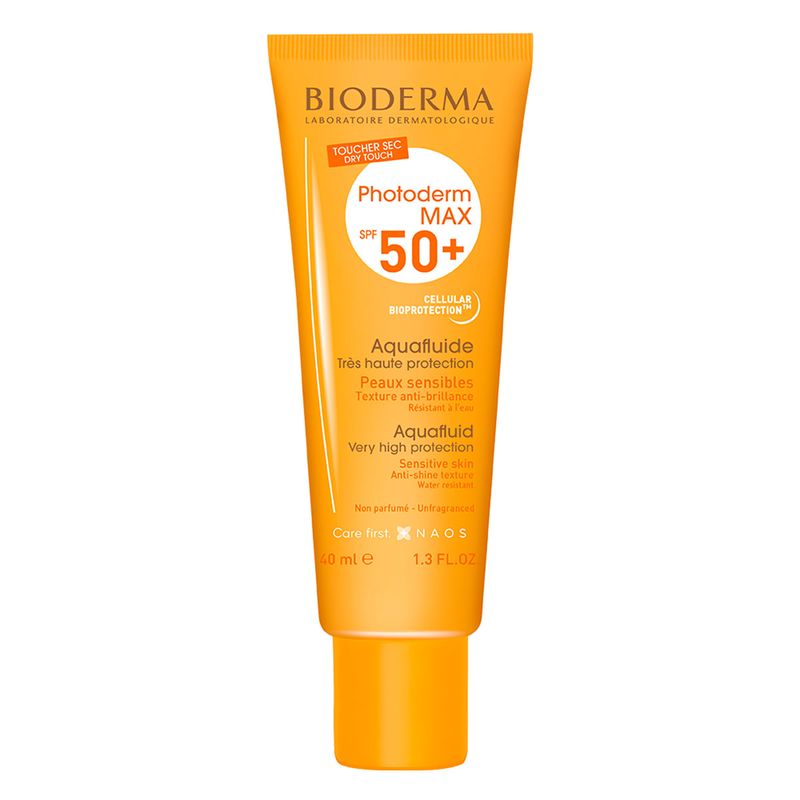 BIODERMA
LABORATOIRE DERMATOLOGIQUE
TOUCHER SEC
DRY TOUCH
Photoderm
MAX
SPF 50+
CELLULAR
BIOPROTECTION™
Aquafluide
Très haute protection
Peaux sensibles
Texture anti-brillance
Résistant à l'eau
Aquafluid
Very high protection
Sensitive skin
Anti-shine texture
Water resistant
Non parfumé - Unfragranced
Care first. NAOS
40 ml ℮ 1.3 FL.OZ